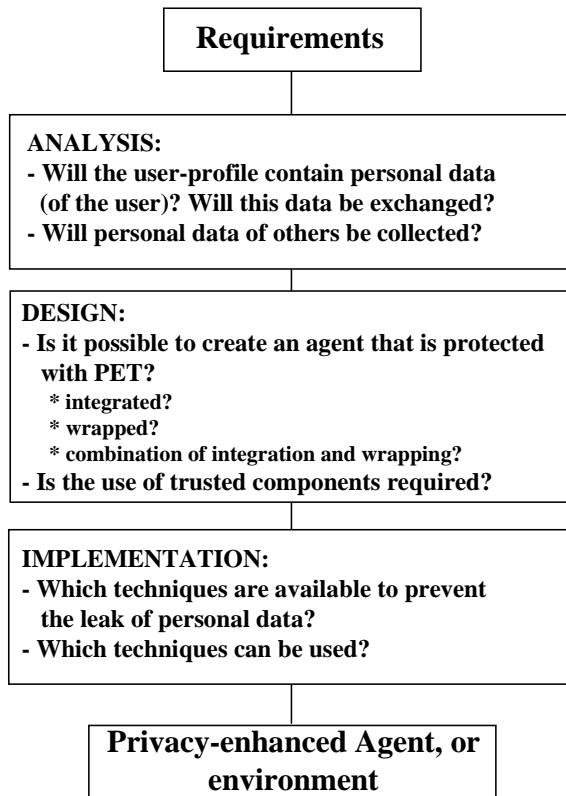 Requirements
ANALYSIS:
- Will the user-profile contain personal data
(of the user)? Will this data be exchanged?
- Will personal data of others be collected?
DESIGN:
- Is it possible to create an agent that is protected
with PET?
* integrated?
* wrapped?
* combination of integration and wrapping?
- Is the use of trusted components required?
IMPLEMENTATION:
- Which techniques are available to prevent
the leak of personal data?
- Which techniques can be used?
Privacy-enhanced Agent, or
environment